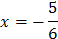 x = -5/6